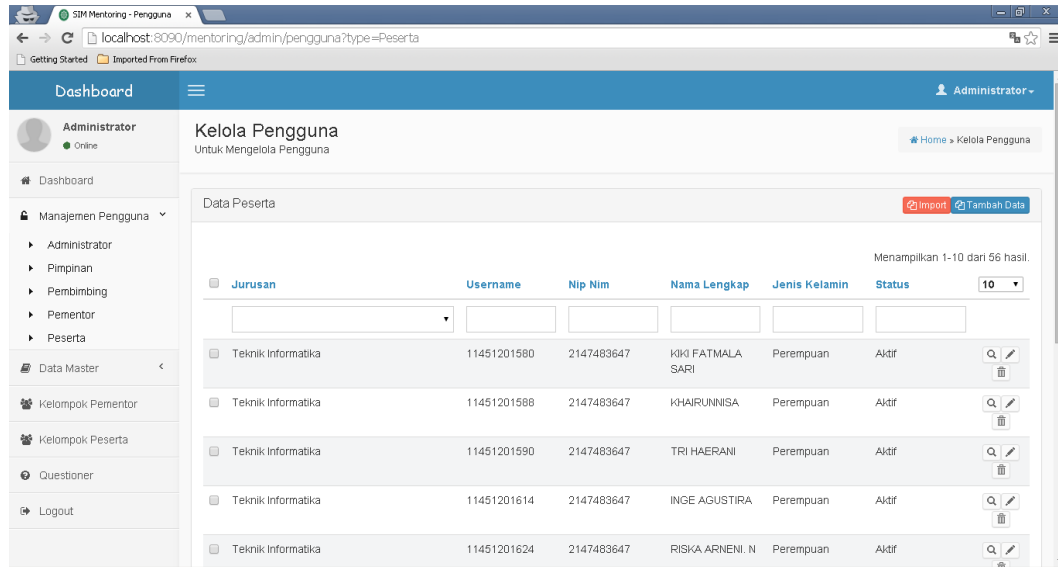 SIM Mentoring - Pengguna
localhost:8090/mentoring/admin/pengguna?type=Peserta
Getting Started Imported From Firefox
Dashboard
Administrator
Administrator
Online
Kelola Pengguna
Untuk Mengelola Pengguna
Home » Kelola Pengguna
Dashboard
Manajemen Pengguna
Administrator
Pimpinan
Pembimbing
Pementor
Peserta
Data Master
Kelompok Pementor
Kelompok Peserta
Questioner
Logout
Data Peserta
Import Tambah Data
Menampilkan 1-10 dari 56 hasil.
Jurusan Username Nip Nim Nama Lengkap Jenis Kelamin Status 10
Teknik Informatika 11451201580 2147483647 KIKI FATMALA SARI Perempuan Aktif
Teknik Informatika 11451201588 2147483647 KHAIRUNNISA Perempuan Aktif
Teknik Informatika 11451201590 2147483647 TRI HAERANI Perempuan Aktif
Teknik Informatika 11451201614 2147483647 INGE AGUSTIRA Perempuan Aktif
Teknik Informatika 11451201624 2147483647 RISKA ARNENI. N Perempuan Aktif